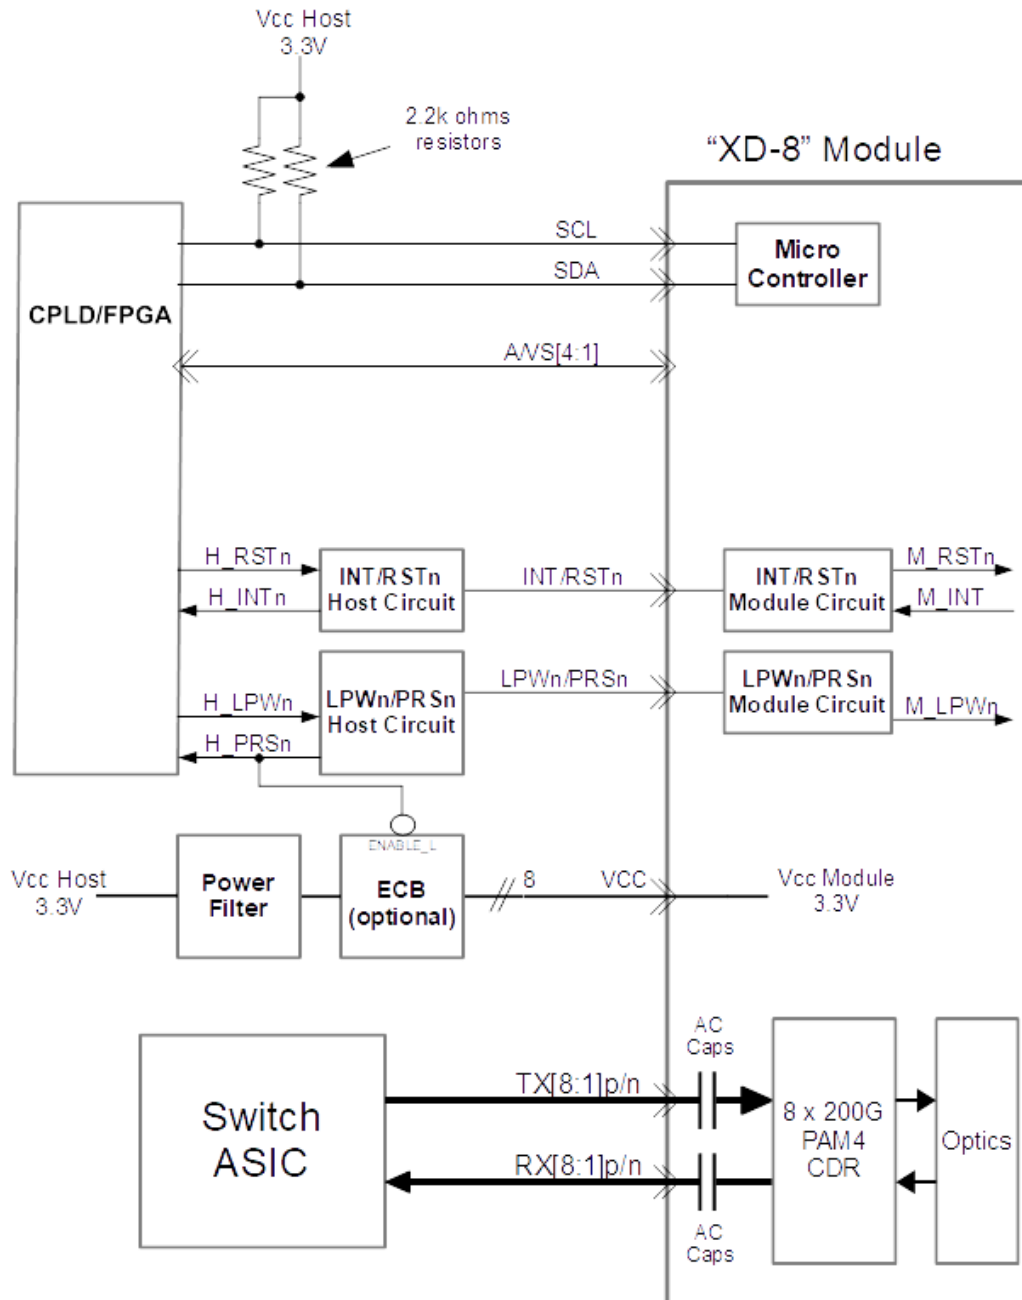 Vcc Host
3.3V
2.2k ohms
resistors
“XD-8” Module
SCL
SDA
Micro
Controller
CPLD/FPGA
A/VS[4:1]
H_RSTn
H_INTn
INT/RSTn
Host Circuit
INT/RSTn
INT/RSTn
Module Circuit
M_RSTn
M_INT
H_LPWn
H_PRSn
LPWn/PRSn
Host Circuit
LPWn/PRSn
LPWn/PRSn
Module Circuit
M_LPWn
Vcc Host
3.3V
Power
Filter
ENABLE_L
ECB
(optional)
8
VCC
Vcc Module
3.3V
Switch
ASIC
TX[8:1]p/n
RX[8:1]p/n
AC
Caps
AC
Caps
8 x 200G
PAM4
CDR
Optics